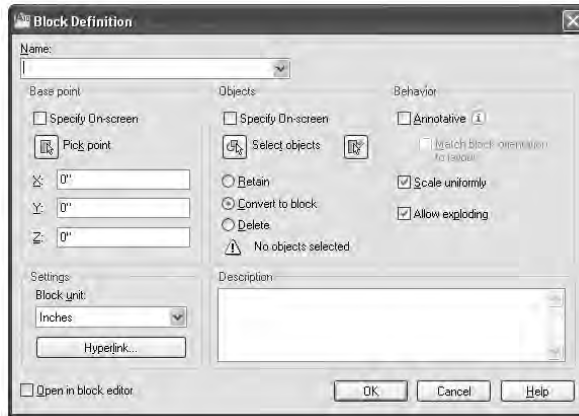 Block Definition
Name:
Base point
Specify On-screen
Pick point
X: 0"
Y: 0"
Z: 0"
Objects
Specify On-screen
Select objects
Retain
Convert to block
Delete
No objects selected
Behavior
Annotative
Match block orientation
to layout
Scale uniformly
Allow exploding
Settings
Block unit:
Inches
Hyperlink...
Description
Open in block editor
OK
Cancel
Help